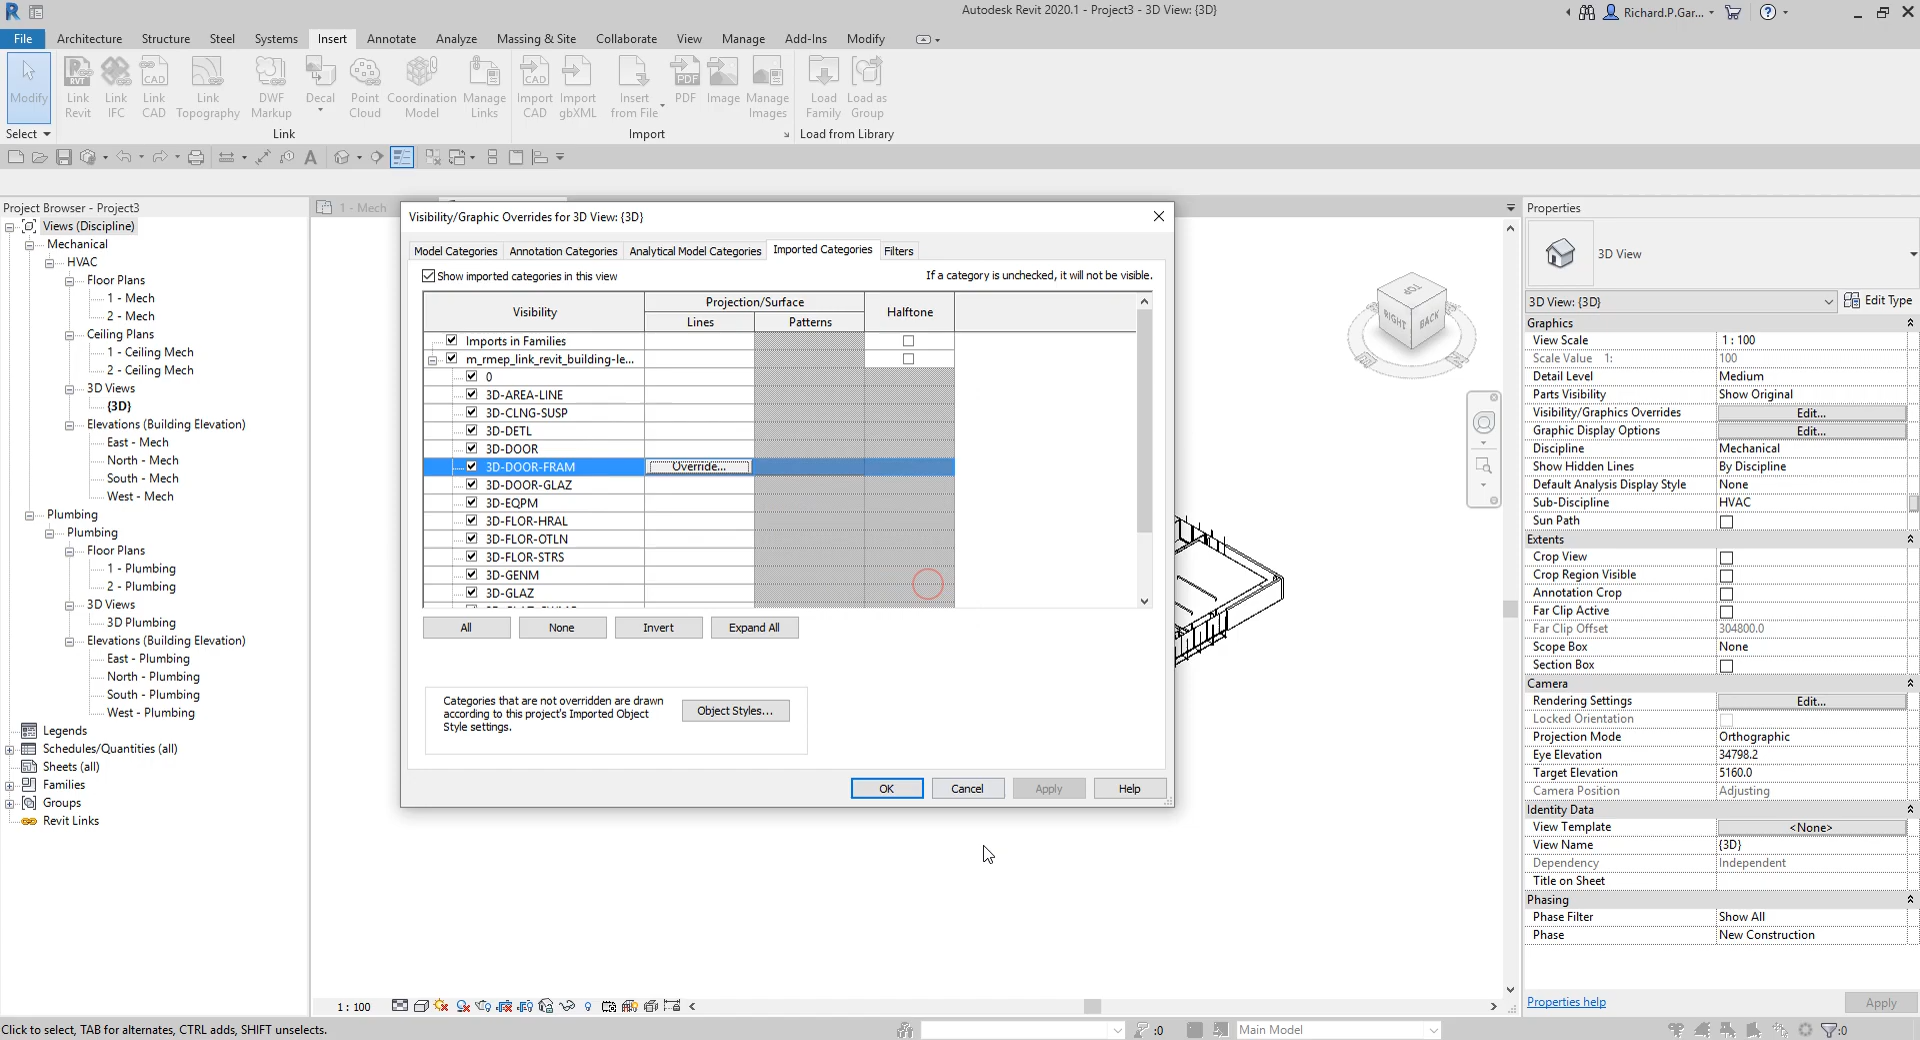 Autodesk Revit 2020.1 - Project3 - 3D View: {3D}
Richard.P.Gar...
File Architecture Structure Steel Systems Insert Annotate Analyze Massing & Site Collaborate View Manage Add-Ins Modify
Modify
Link Revit
Link IFC
Link CAD
Link Topography
DWF Markup
Decal
Point Cloud
Coordination Model
Manage Links
Import CAD
Import gbXML
Insert from File
PDF
Image
Manage Images
Load Family
Load as Group
Select
Link
Import
Load from Library
Project Browser - Project3
Views (Discipline)
Mechanical
HVAC
Floor Plans
1 - Mech
2 - Mech
Ceiling Plans
1 - Ceiling Mech
2 - Ceiling Mech
3D Views
{3D}
Elevations (Building Elevation)
East - Mech
North - Mech
South - Mech
West - Mech
Plumbing
Plumbing
Floor Plans
1 - Plumbing
2 - Plumbing
3D Views
3D Plumbing
Elevations (Building Elevation)
East - Plumbing
North - Plumbing
South - Plumbing
West - Plumbing
Legends
Schedules/Quantities (all)
Sheets (all)
Families
Groups
Revit Links
1 - Mech
Visibility/Graphic Overrides for 3D View: {3D}
Model Categories Annotation Categories Analytical Model Categories Imported Categories Filters
Show imported categories in this view
If a category is unchecked, it will not be visible.
Visibility Projection/Surface Halftone
Lines Patterns
Imports in Families
m_rmep_link_revit_building-le...
0
3D-AREA-LINE
3D-CLNG-SUSP
3D-DETL
3D-DOOR
3D-DOOR-FRAM Override...
3D-DOOR-GLAZ
3D-EQPM
3D-FLOR-HRAL
3D-FLOR-OTLN
3D-FLOR-STRS
3D-GENM
3D-GLAZ
All None Invert Expand All
Categories that are not overridden are drawn
according to this project's Imported Object
Style settings.
Object Styles...
OK Cancel Apply Help
TOP
RIGHT
BACK
Properties
3D View
3D View: {3D} Edit Type
Graphics
View Scale 1 : 100
Scale Value 1: 100
Detail Level Medium
Parts Visibility Show Original
Visibility/Graphics Overrides Edit...
Graphic Display Options Edit...
Discipline Mechanical
Show Hidden Lines By Discipline
Default Analysis Display Style None
Sub-Discipline HVAC
Sun Path
Extents
Crop View
Crop Region Visible
Annotation Crop
Far Clip Active
Far Clip Offset 304800.0
Scope Box None
Section Box
Camera
Rendering Settings Edit...
Locked Orientation
Projection Mode Orthographic
Eye Elevation 34798.2
Target Elevation 5160.0
Camera Position Adjusting
Identity Data
View Template <None>
View Name {3D}
Dependency Independent
Title on Sheet
Phasing
Phase Filter Show All
Phase New Construction
Properties help Apply
1 : 100
Click to select, TAB for alternates, CTRL adds, SHIFT unselects.
:0
Main Model
:0